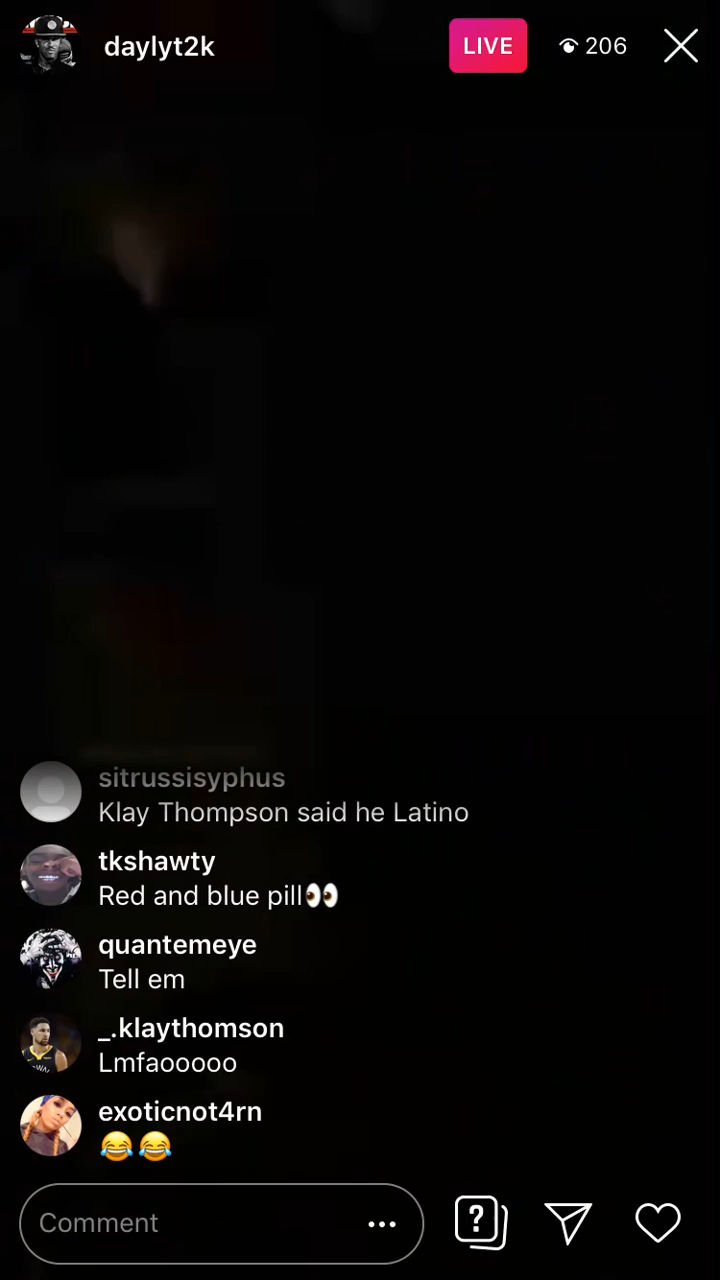 daylyt2k
LIVE
206
sitrussisyphus
Klay Thompson said he Latino
tkshawty
Red and blue pill👀
quantemeye
Tell em
_.klaythomson
Lmfaooooo
exoticnot4rn
😂😂
Comment